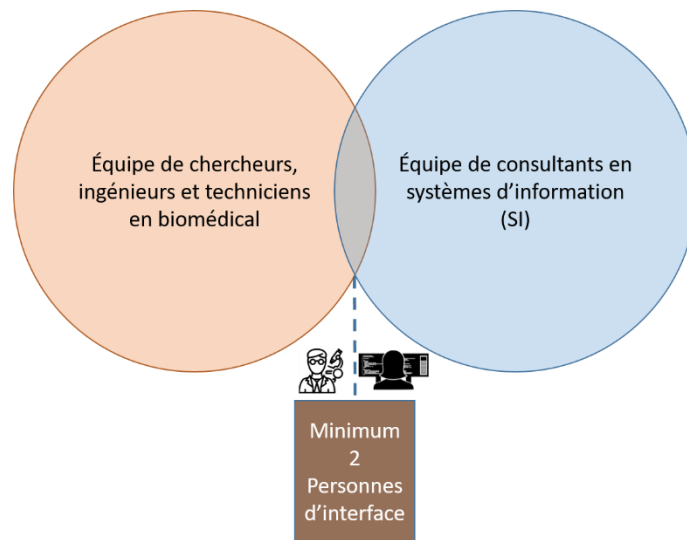 Équipe de chercheurs,
ingénieurs et techniciens
en biomédical
Équipe de consultants en
systèmes d'information
(SI)
Minimum
2
Personnes
d'interface